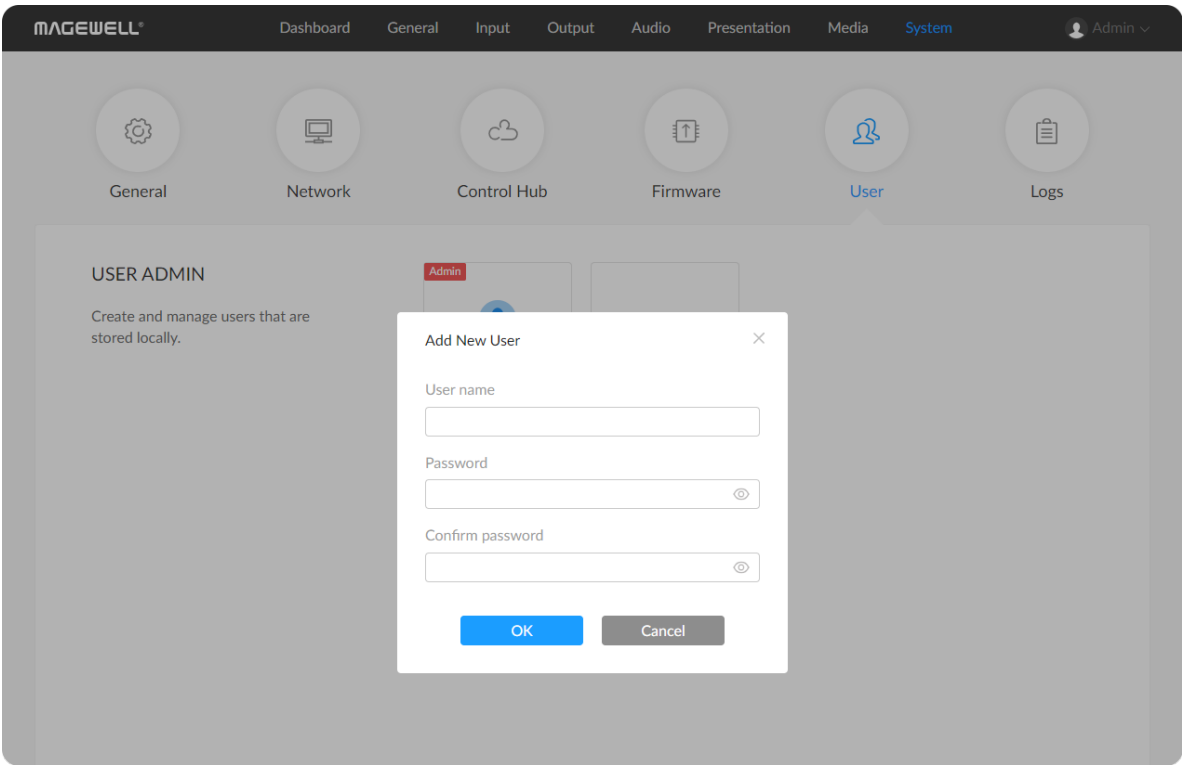 MAGEWELL®
Dashboard General Input Output Audio Presentation Media System Admin
General Network Control Hub Firmware User Logs
USER ADMIN
Create and manage users that are
stored locally.
Admin
Add New User
User name
Password
Confirm password
OK Cancel